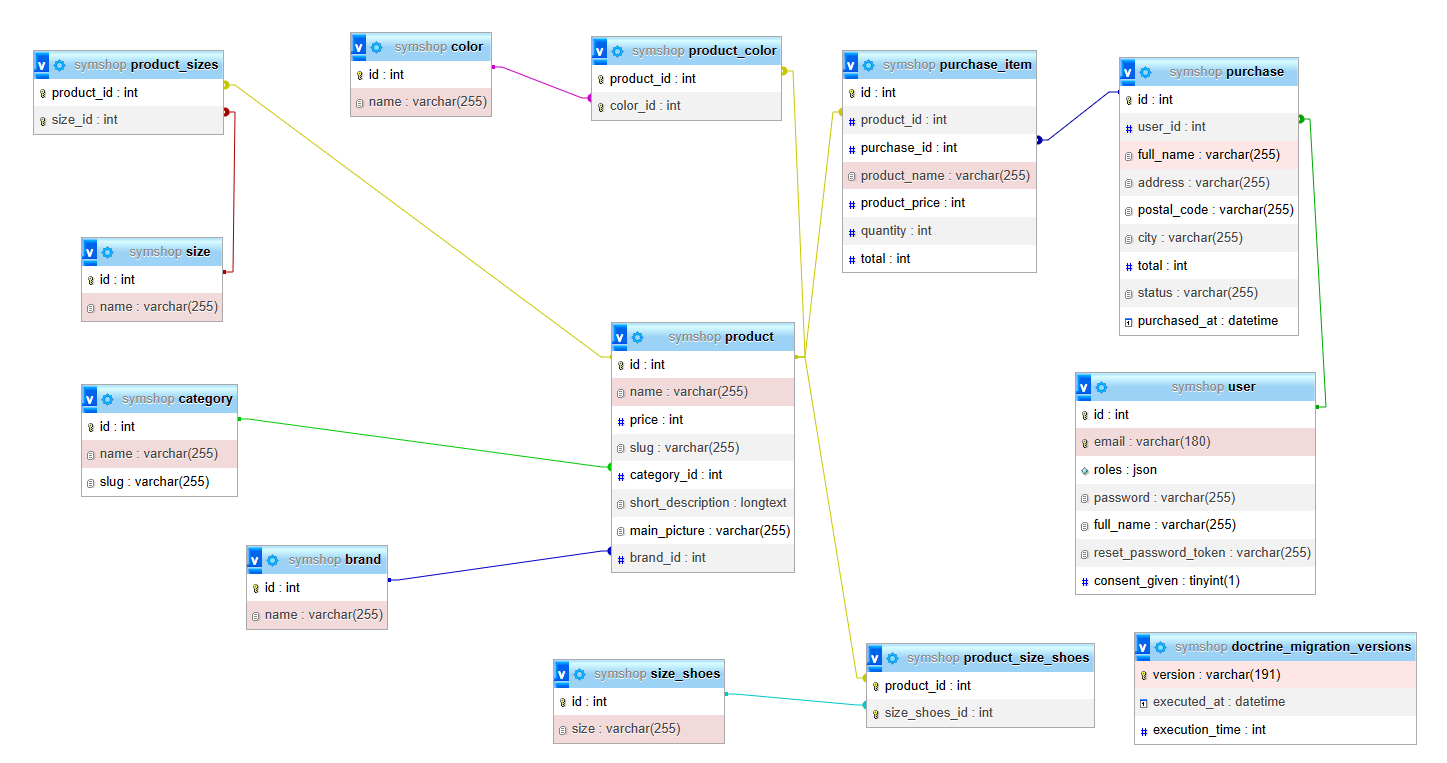 symshop product_sizes
product_id : int
size_id : int
symshop color
id : int
name : varchar(255)
symshop product_color
product_id : int
color_id : int
symshop purchase_item
id : int
product_id : int
purchase_id : int
product_name : varchar(255)
product_price : int
quantity : int
total : int
symshop purchase
id : int
user_id : int
full_name : varchar(255)
address : varchar(255)
postal_code : varchar(255)
city : varchar(255)
total : int
status : varchar(255)
purchased_at : datetime
symshop size
id : int
name : varchar(255)
symshop product
id : int
name : varchar(255)
price : int
slug : varchar(255)
category_id : int
short_description : longtext
main_picture : varchar(255)
brand_id : int
symshop category
id : int
name : varchar(255)
slug : varchar(255)
symshop user
id : int
email : varchar(180)
roles : json
password : varchar(255)
full_name : varchar(255)
reset_password_token : varchar(255)
consent_given : tinyint(1)
symshop brand
id : int
name : varchar(255)
symshop size_shoes
id : int
size : varchar(255)
symshop product_size_shoes
product_id : int
size_shoes_id : int
symshop doctrine_migration_versions
version : varchar(191)
executed_at : datetime
execution_time : int